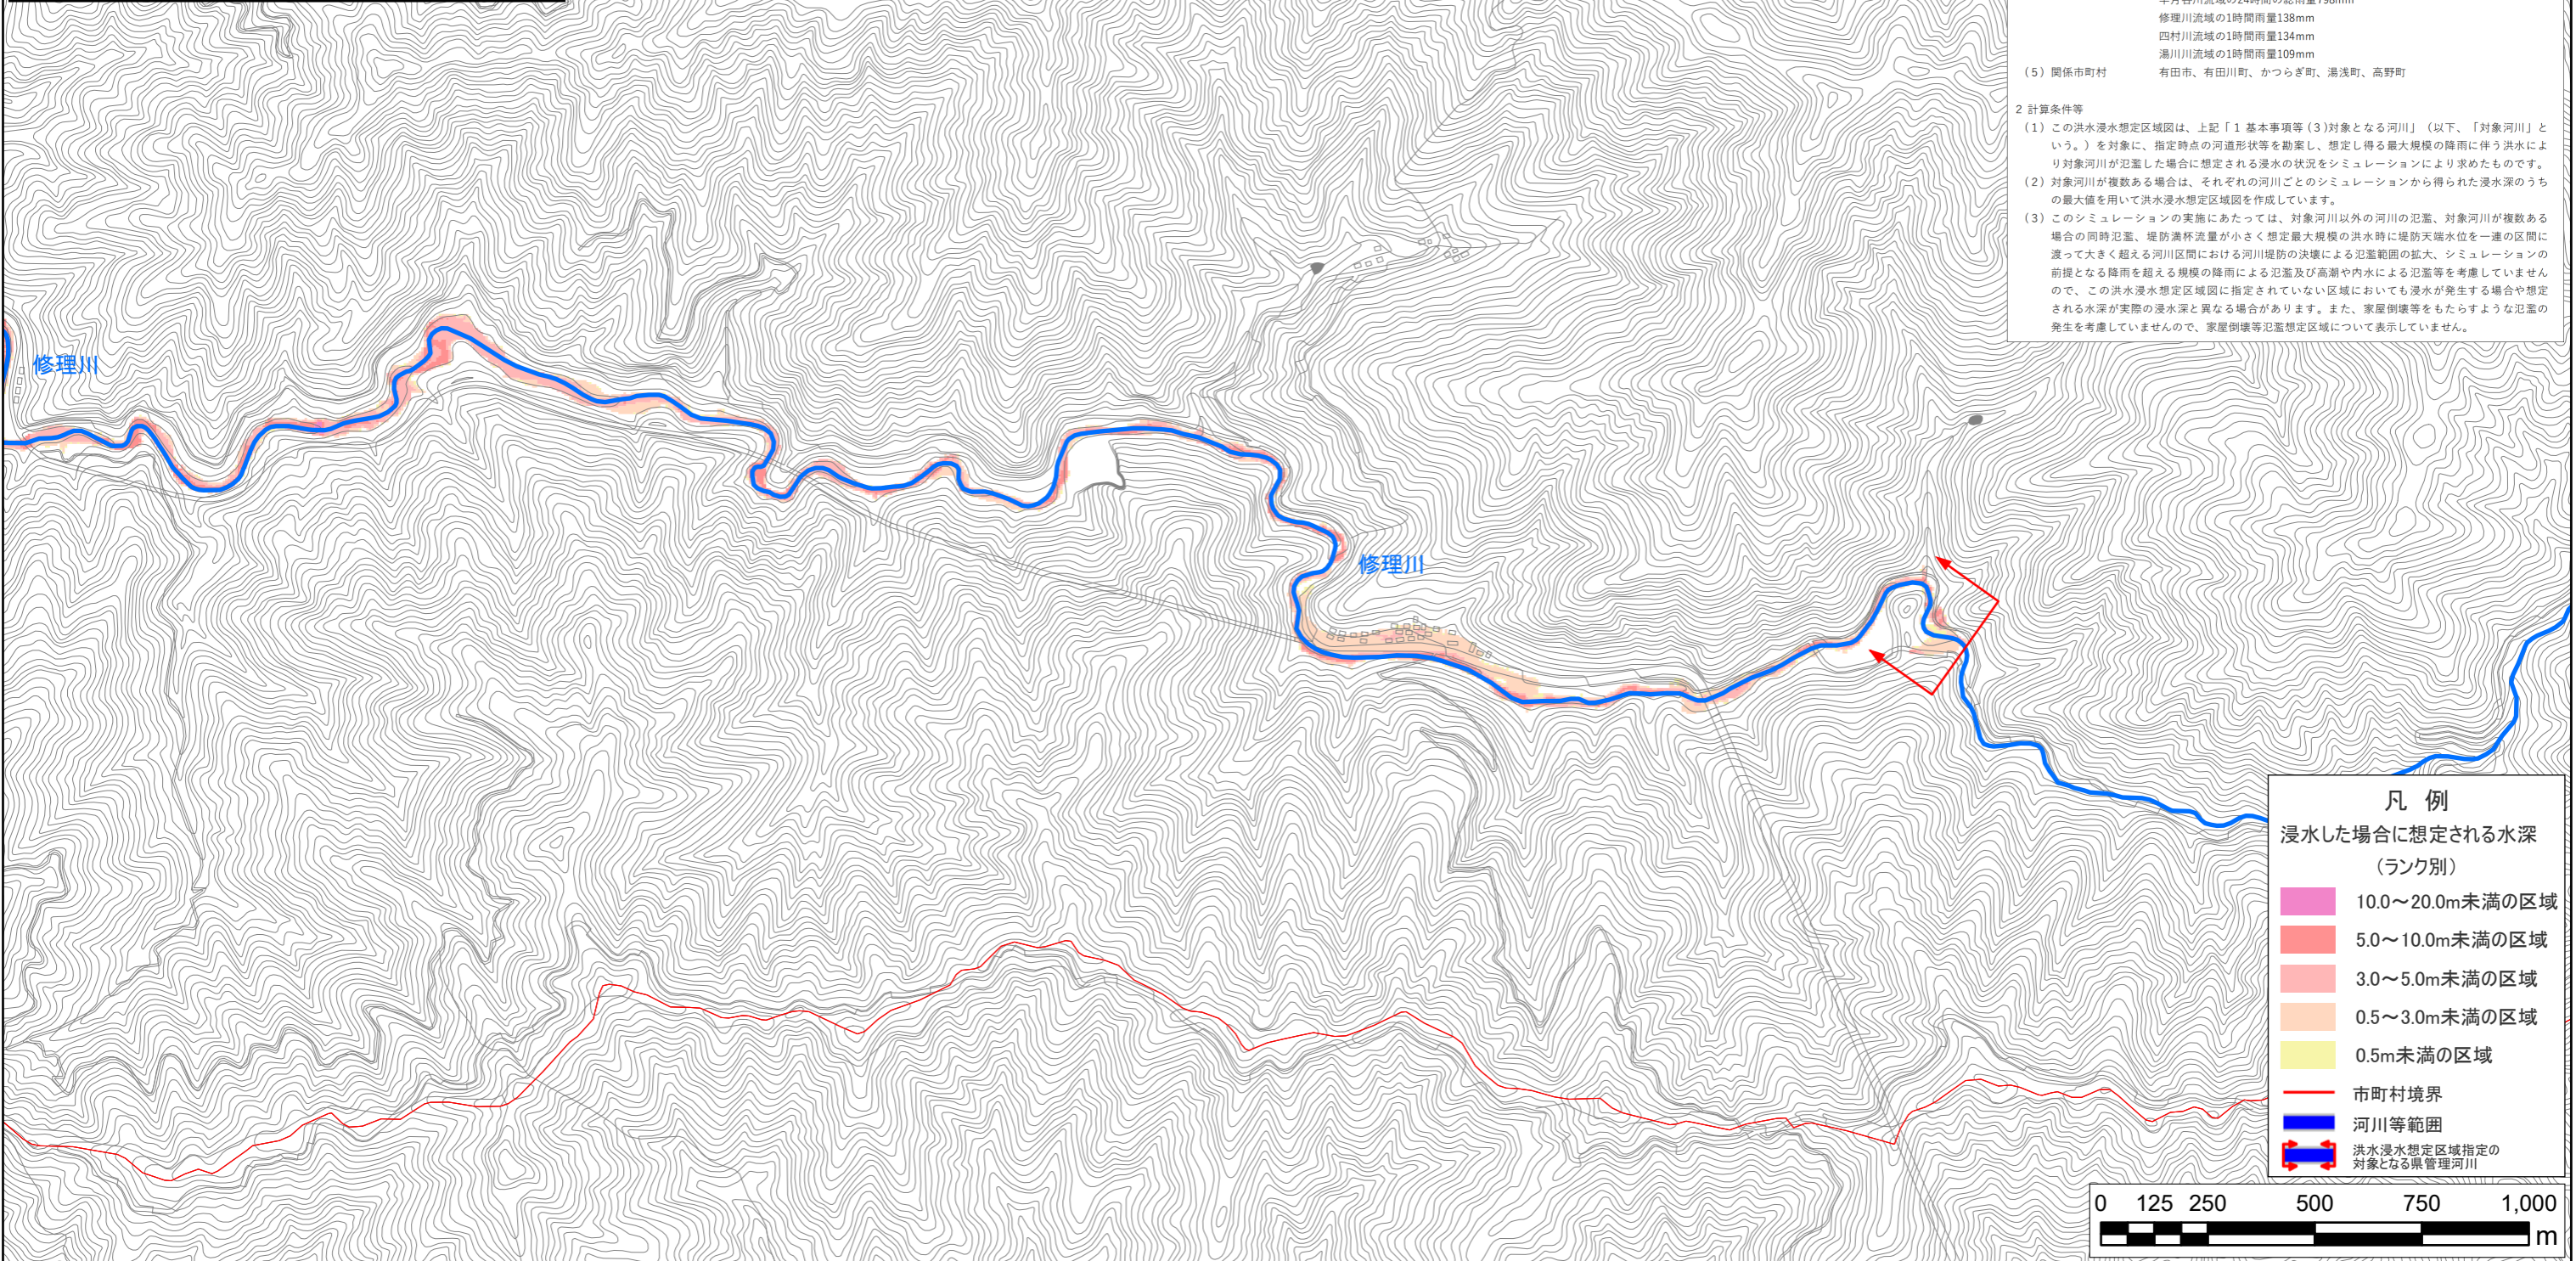 修理川流域の1時間雨量138mm
四村川流域の1時間雨量134mm
湯川川流域の1時間雨量109mm
(5) 関係市町村 有田市、有田川町、かつらぎ町、湯浅町、高野町
2 計算条件等
(1) この洪水浸水想定区域図は、上記「1 基本事項等(3)対象となる河川」(以下、「対象河川」と
いう。)を対象に、指定時点の河道形状等を勘案し、想定し得る最大規模の降雨に伴う洪水によ
り対象河川が氾濫した場合に想定される浸水の状況をシミュレーションにより求めたものです。
(2) 対象河川が複数ある場合は、それぞれの河川ごとのシミュレーションから得られた浸水深のうち
の最大値を用いて洪水浸水想定区域図を作成しています。
(3) このシミュレーションの実施にあたっては、対象河川以外の河川の氾濫、対象河川が複数ある
場合の同時氾濫、堤防満杯流量が小さく想定最大規模の洪水時に堤防天端水位を一連の区間に
渡って大きく超える河川区間における河川堤防の決壊による氾濫範囲の拡大、シミュレーションの
前提となる降雨を超える規模の降雨による氾濫及び高潮や内水による氾濫等を考慮していません
ので、この洪水浸水想定区域図に指定されていない区域においても浸水が発生する場合や想定
される水深が実際の浸水深と異なる場合があります。また、家屋倒壊等をもたらすような氾濫の
発生を考慮していませんので、家屋倒壊等氾濫想定区域について表示していません。
修理川
修理川
凡 例
浸水した場合に想定される水深
(ランク別)
10.0～20.0m未満の区域
5.0～10.0m未満の区域
3.0～5.0m未満の区域
0.5～3.0m未満の区域
0.5m未満の区域
市町村境界
河川等範囲
洪水浸水想定区域指定の
対象となる県管理河川
0 125 250 500 750 1,000
m